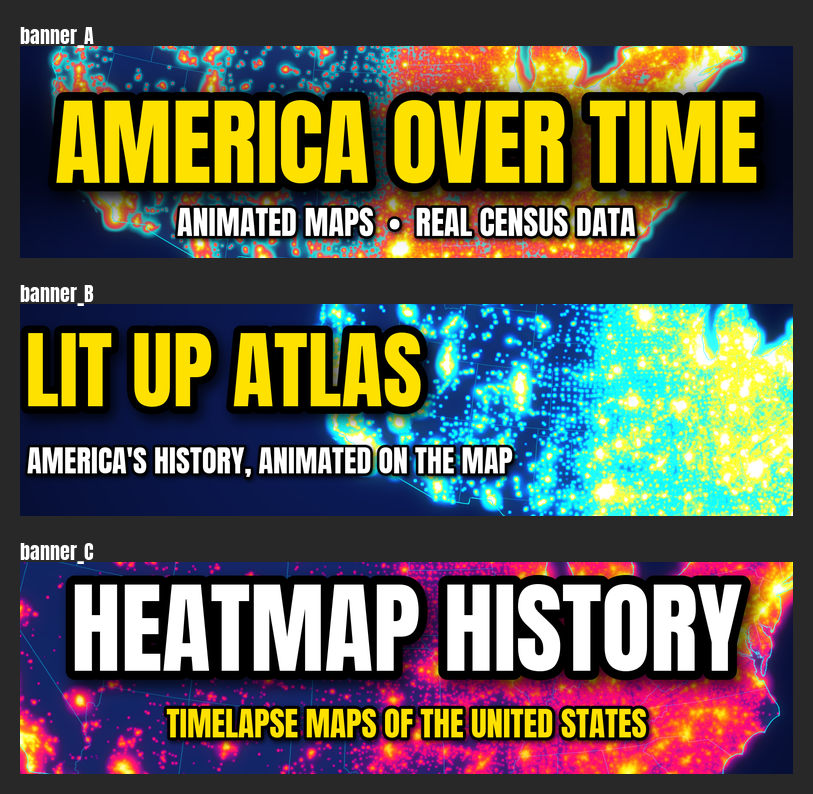 banner_A
AMERICA OVER TIME
ANIMATED MAPS • REAL CENSUS DATA
banner_B
LIT UP ATLAS
AMERICA'S HISTORY, ANIMATED ON THE MAP
banner_C
HEATMAP HISTORY
TIMELAPSE MAPS OF THE UNITED STATES